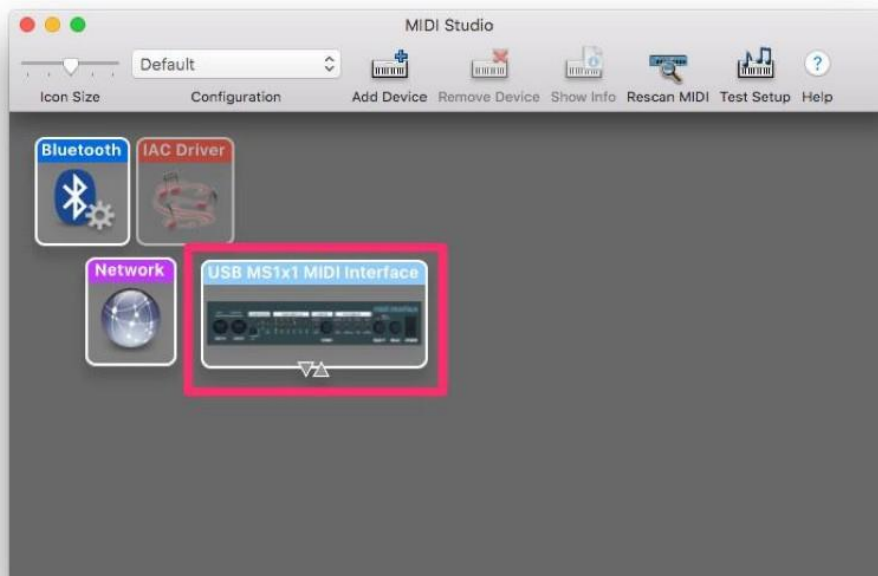 MIDI Studio
Default
Icon Size
Configuration
Add Device
Remove Device
Show Info
Rescan MIDI
Test Setup
?
Help
Bluetooth
IAC Driver
Network
USB MS1x1 MIDI Interface